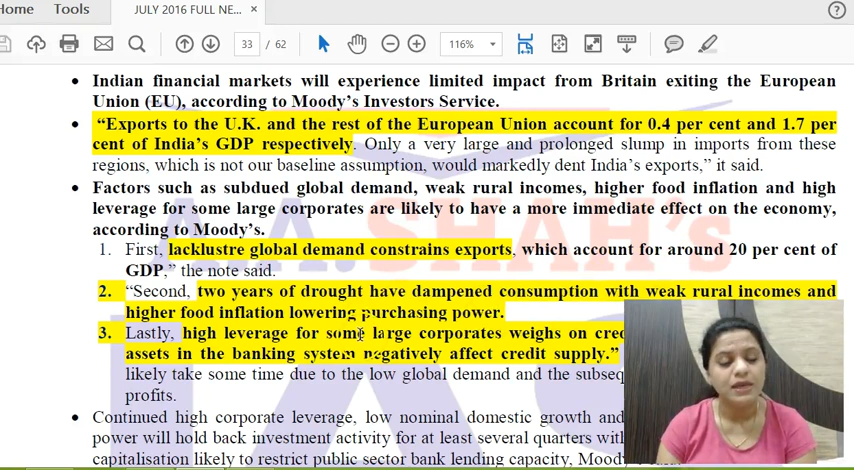 Home Tools
JULY 2016 FULL NE... ×
33 / 62
116%
• Indian financial markets will experience limited impact from Britain exiting the European
Union (EU), according to Moody's Investors Service.
• "Exports to the U.K. and the rest of the European Union account for 0.4 per cent and 1.7 per
cent of India's GDP respectively. Only a very large and prolonged slump in imports from these
regions, which is not our baseline assumption, would markedly dent India's exports," it said.
• Factors such as subdued global demand, weak rural incomes, higher food inflation and high
leverage for some large corporates are likely to have a more immediate effect on the economy,
according to Moody's.
1. First, lacklustre global demand constrains exports, which account for around 20 per cent of
GDP," the note said.
2. "Second, two years of drought have dampened consumption with weak rural incomes and
higher food inflation lowering purchasing power.
3. Lastly, high leverage for some large corporates weighs on
assets in the banking system negatively affect credit supply."
likely take some time due to the low global demand and the
profits.
• Continued high corporate leverage, low nominal domestic growth and
power will hold back investment activity for at least several quarters
capitalisation likely to restrict public sector bank lending capacity,
A.A.SHAH'S
IAS